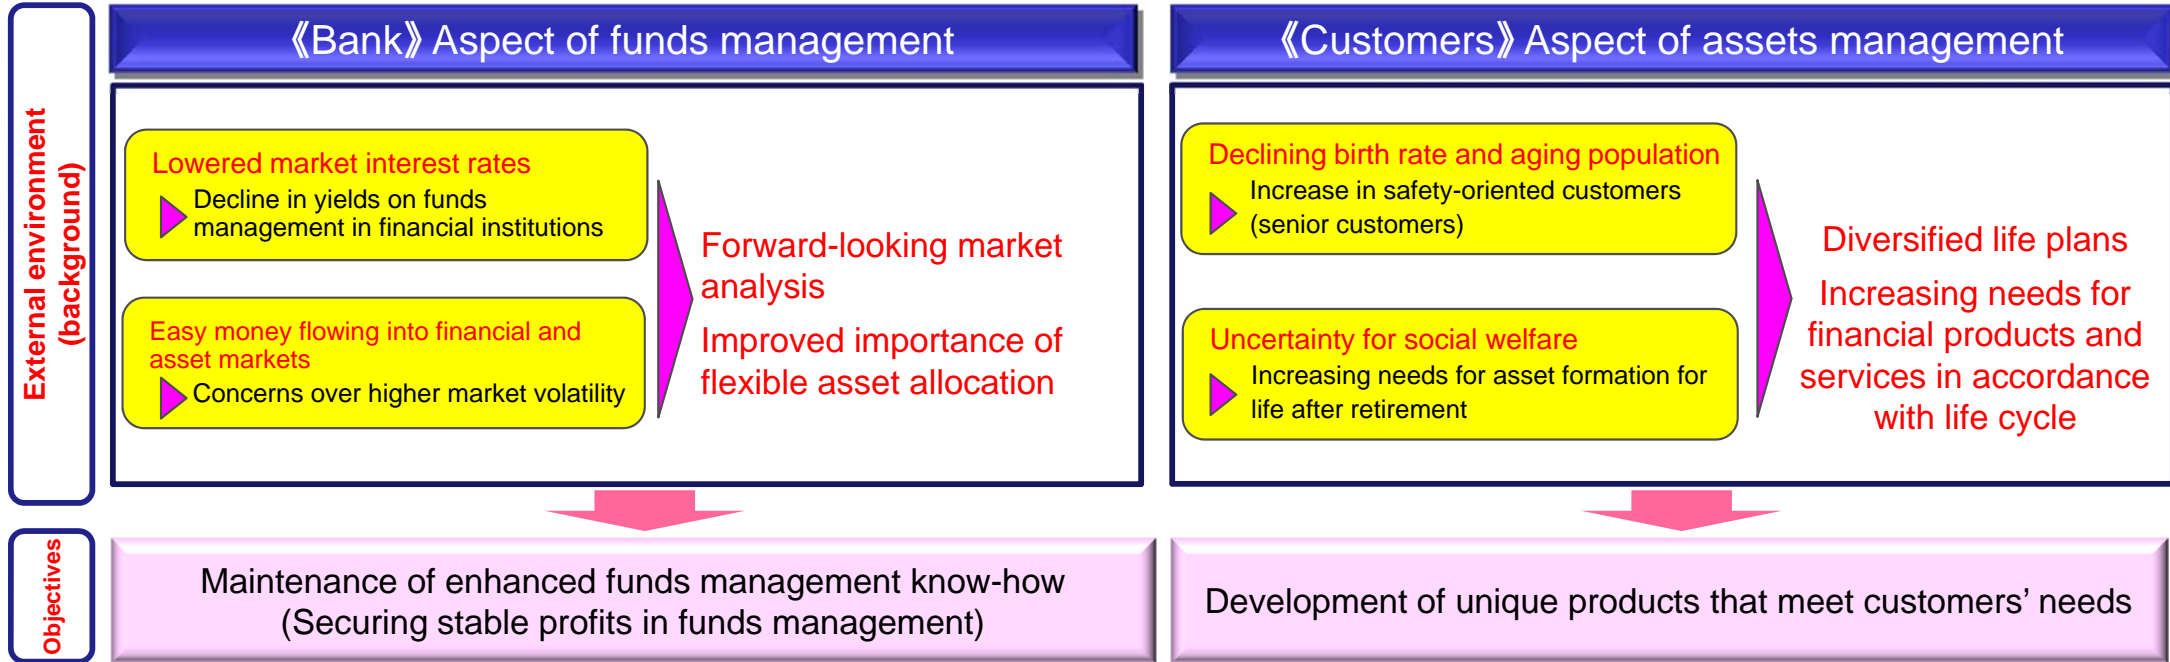 《Bank》 Aspect of funds management
《Customers》 Aspect of assets management
External environment
(background)
Lowered market interest rates
Decline in yields on funds
management in financial institutions
Easy money flowing into financial and
asset markets
Concerns over higher market volatility
Forward-looking market
analysis
Improved importance of
flexible asset allocation
Declining birth rate and aging population
Increase in safety-oriented customers
(senior customers)
Uncertainty for social welfare
Increasing needs for asset formation for
life after retirement
Diversified life plans
Increasing needs for
financial products and
services in accordance
with life cycle
Objectives
Maintenance of enhanced funds management know-how
(Securing stable profits in funds management)
Development of unique products that meet customers’ needs